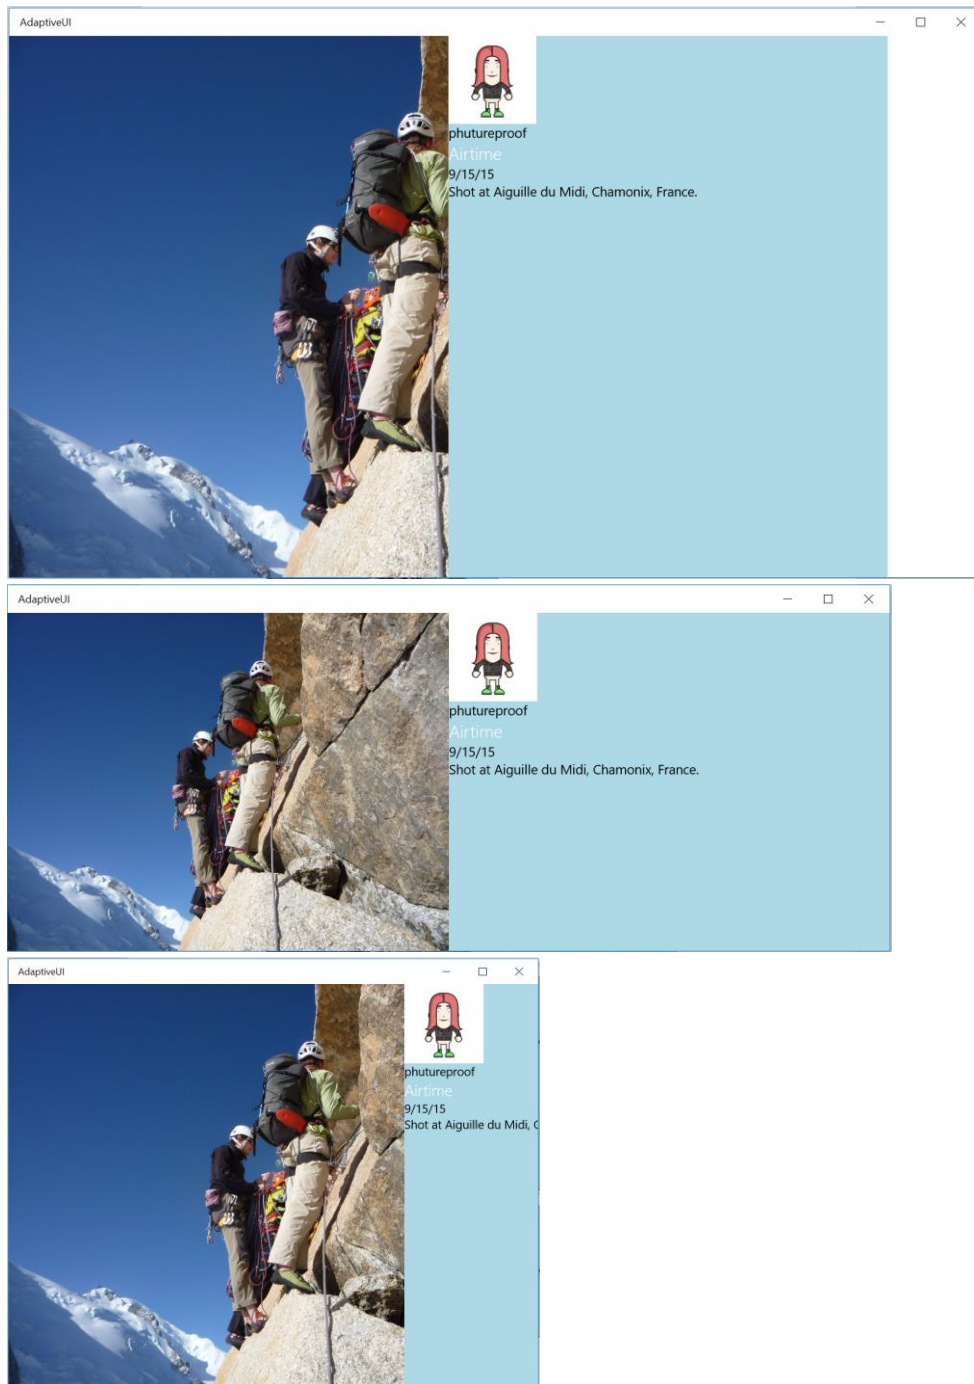 AdaptiveUI
phutureproof
Airtime
9/15/15
Shot at Aiguille du Midi, Chamonix, France.
AdaptiveUI
phutureproof
Airtime
9/15/15
Shot at Aiguille du Midi, Chamonix, France.
AdaptiveUI
phutureproof
Airtime
9/15/15
Shot at Aiguille du Midi,